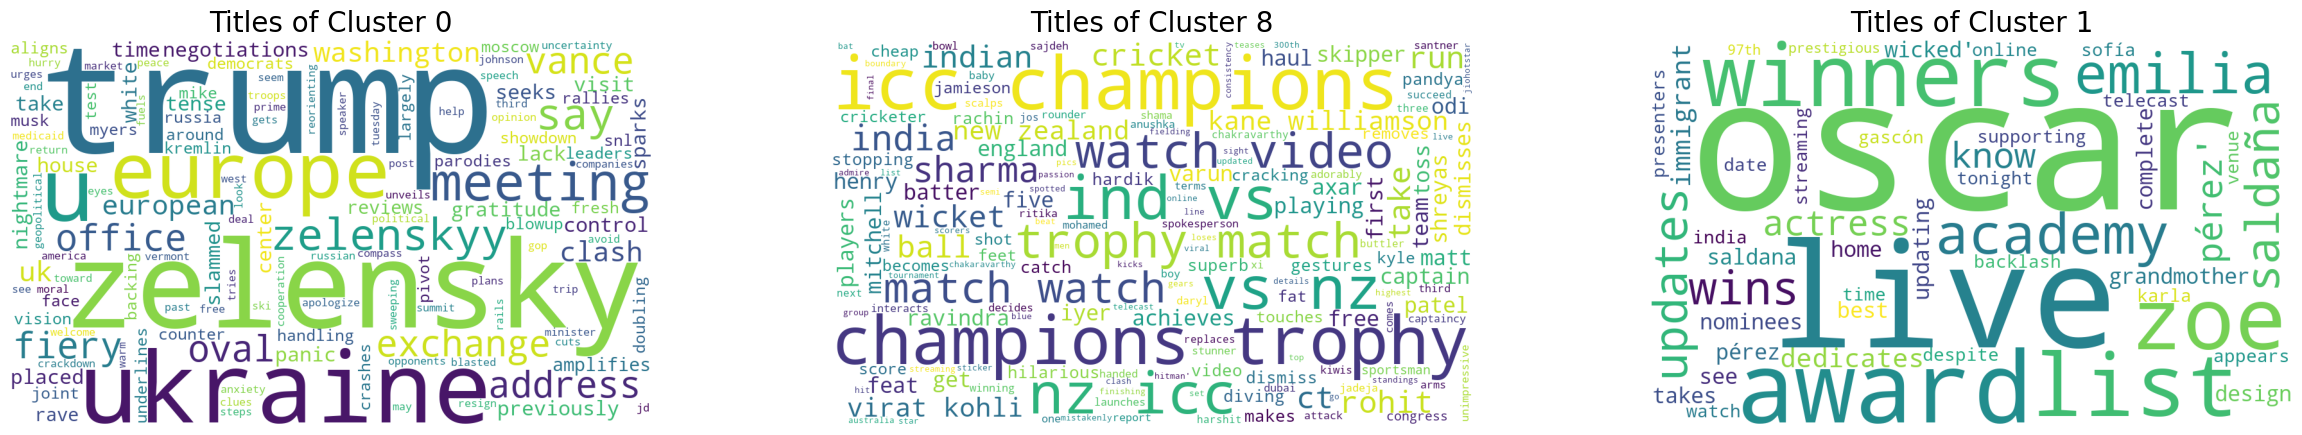 Titles of Cluster 0
aligns time negotiations washington moscow uncertainty
hurry democrats johnson vance
urges market peace seem speech
end trump visit
take white mike troops prime gets reorienting speaker tuesday help largely seeks third rallies
musk test fuels tense russia opinion say sparks
myers around showdown snl
medicaid kremlin
return house europe post parodies lack leaders
nightmare west unveils companies
geopolitical eyes look meeting
u european deal reviews gratitude fresh
slammed center political blowup control
office zelenskyy gop avoid
america vermont russian compass clash
uk toward backing tries cooperation pivot plans
see moral ski apologize trip
face past free zelensky sweeping summit rails doubling
vision counter handling minister
welcome underlines cuts
fiery warm oval panic exchange
crackdown opponents blasted amplifies
placed crashes address
joint ukraine anxiety
rave clues may resign previously jd
steps
Titles of Cluster 8
bat cheap bowl sajdeh cricket tv teases 300th skipper santner
indian haul run
boundary baby consistency jiohotstar
icc champions pandya
final jamieson succeed
cricketer scalps three odi
rachin jos rounder shama kane williamson
india new zealand anushka chakravarthy removes live
england fielding
stopping sharma watch video
admire list pics sight updated adorably
henry semi spotted passion hardik varun cracking axar
batter terms first take shreyas dismisses
players mitchell five ind vs playing teamtoss
wicket ritika online line
white scorers mohamed spokesperson
ball shot trophy match loses buttler
feet beat men viral
becomes chakaravarthy catch superb xi gestures kyle matt
tournament kicks boy
next match watch gears details vs nz captain
daryl highest third
group interacts decides fat patel
ravindra iyer achieves touches free comes captaincy
blue telecast
champions trophy
score replaces stunner top
feat streaming sticker hilarious 5handed video dismiss kiwis sportsman
hit get clash hitman' jadeja standings arms unimpressive
winning finishing dubai go
virat kohli launches set diving ct rohit
nz icc
one mistakenly report makes attack congress
australia star harshit
Titles of Cluster 1
97th prestigious wicked' online sofía
presenters immigrant winners emilia
telecast
oscar
gascón supporting
date streaming know complete venue
updates tonight pérez' saldaña
actress academy
india home updating
saldana backlash
wins live grandmother
time karla zoe
nominees best
pérez dedicates despite appears
see award list
takes design
watch